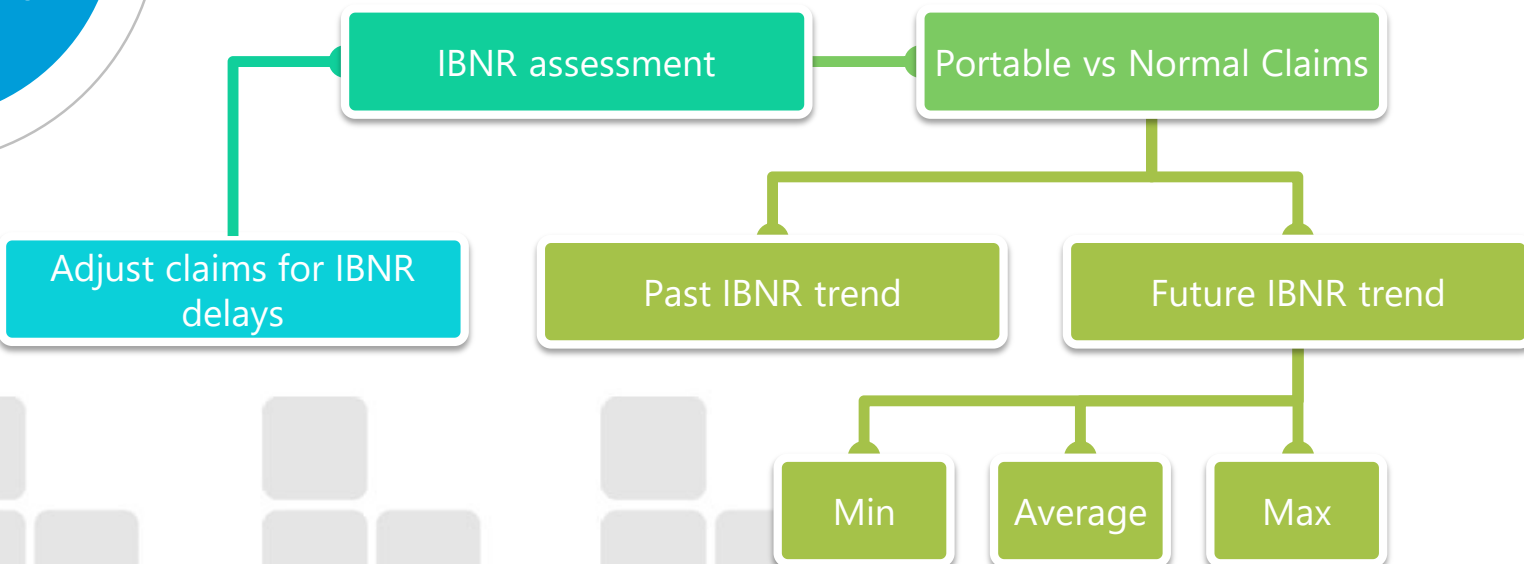 IBNR assessment
Portable vs Normal Claims
Adjust claims for IBNR
delays
Past IBNR trend
Future IBNR trend
Min
Average
Max